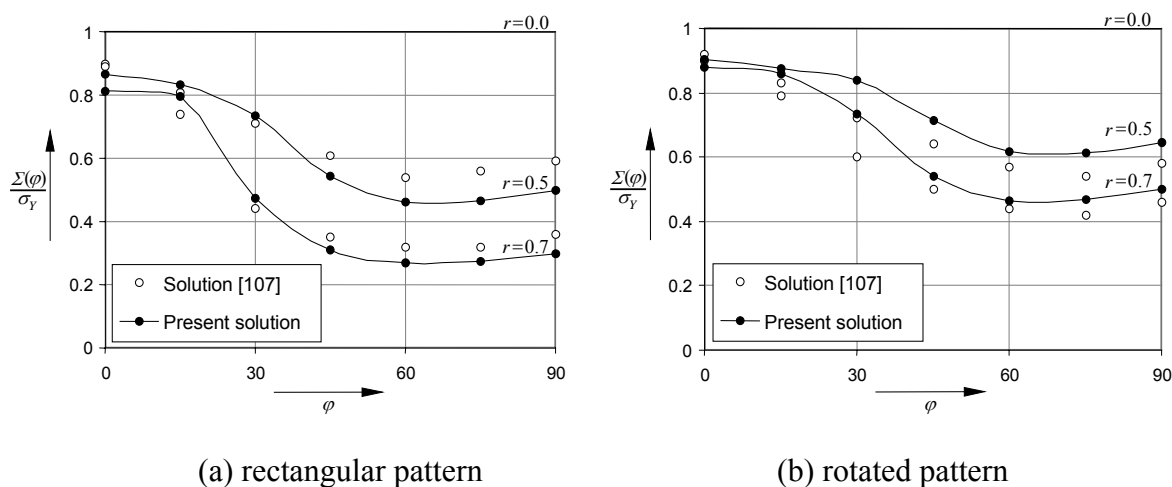 r=0.0
1
0.8
0.6
0.4
0.2
0
Σ(φ)
σY
r=0.5
r=0.7
Solution [107]
Present solution
0 30 60 90
φ
(a) rectangular pattern
r=0.0
1
0.8
0.6
0.4
0.2
0
Σ(φ)
σY
r=0.5
r=0.7
Solution [107]
Present solution
0 30 60 90
φ
(b) rotated pattern